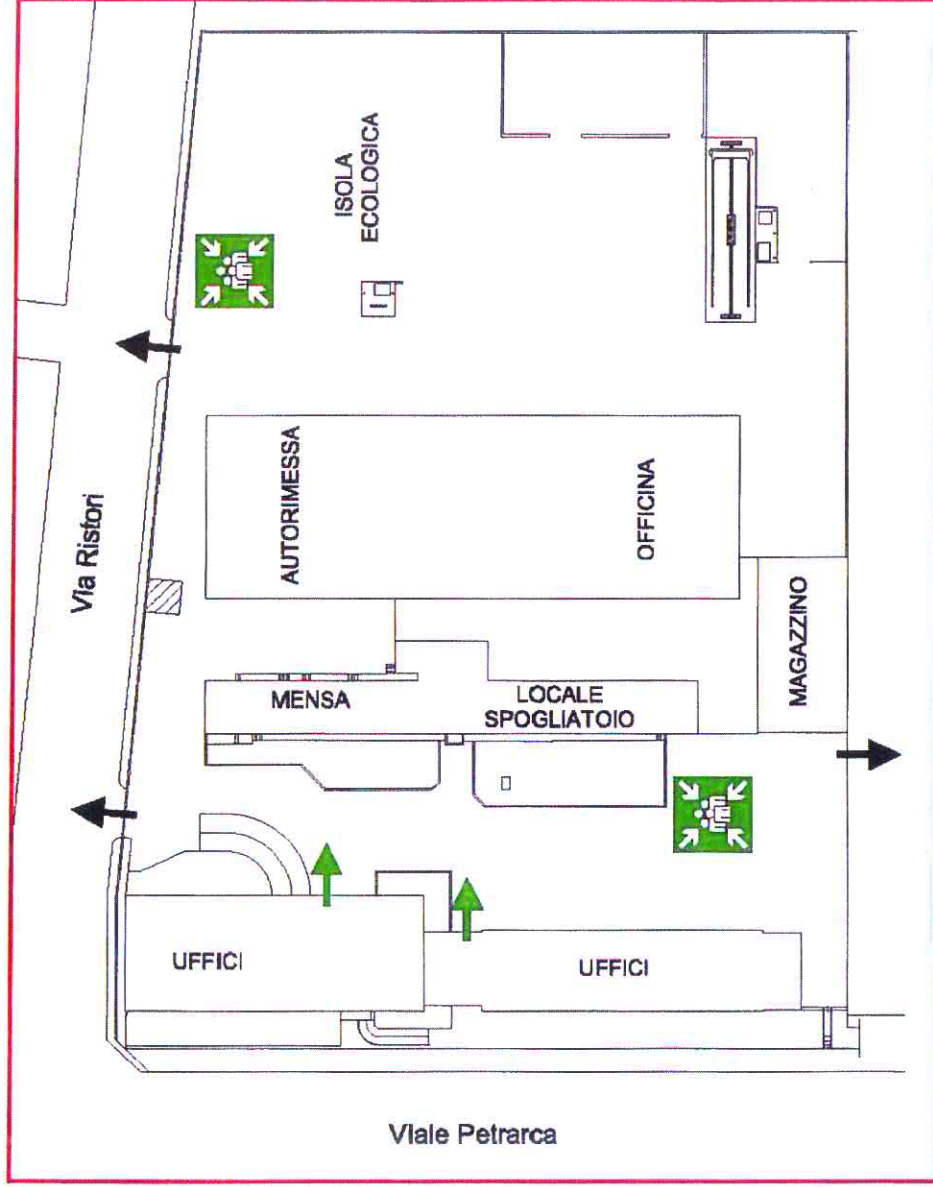 ISOLA
ECOLOGICA
Via Ristori
AUTORIMESSA
OFFICINA
MENSA
LOCALE
SPOGLIATOIO
MAGAZZINO
UFFICI
UFFICI
Viale Petrarca